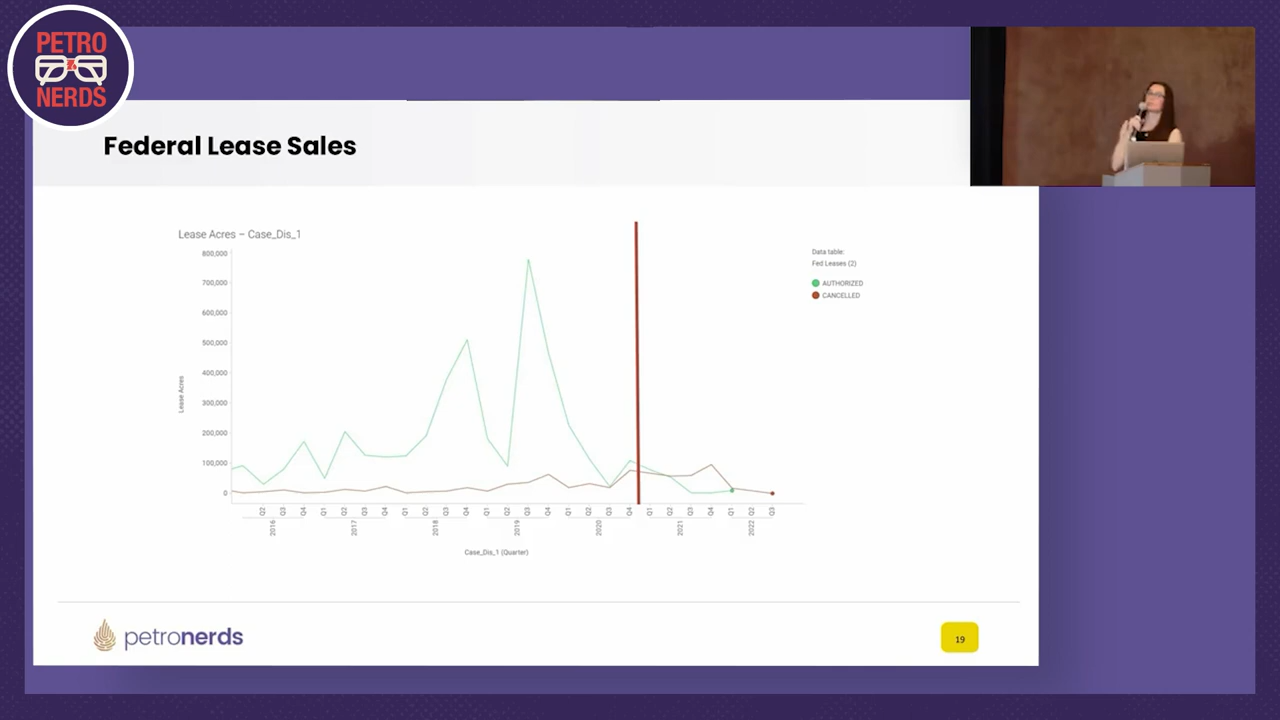 PETRO
NERDS
Federal Lease Sales
Lease Acres – Case_Dis_1
800,000
700,000
600,000
500,000
400,000
300,000
200,000
100,000
0
Lease Acres
Q2 Q3 Q4 Q1 Q2 Q3 Q4 Q1 Q2 Q3 Q4 Q1 Q2 Q3 Q4 Q1 Q2 Q3 Q4 Q1 Q2 Q3 Q4 Q1 Q2 Q3
2016 2017 2018 2019 2020 2021 2022
Case_Dis_1 (Quarter)
Data table:
Fed Leases (2)
AUTHORIZED
CANCELLED
petronerds
19